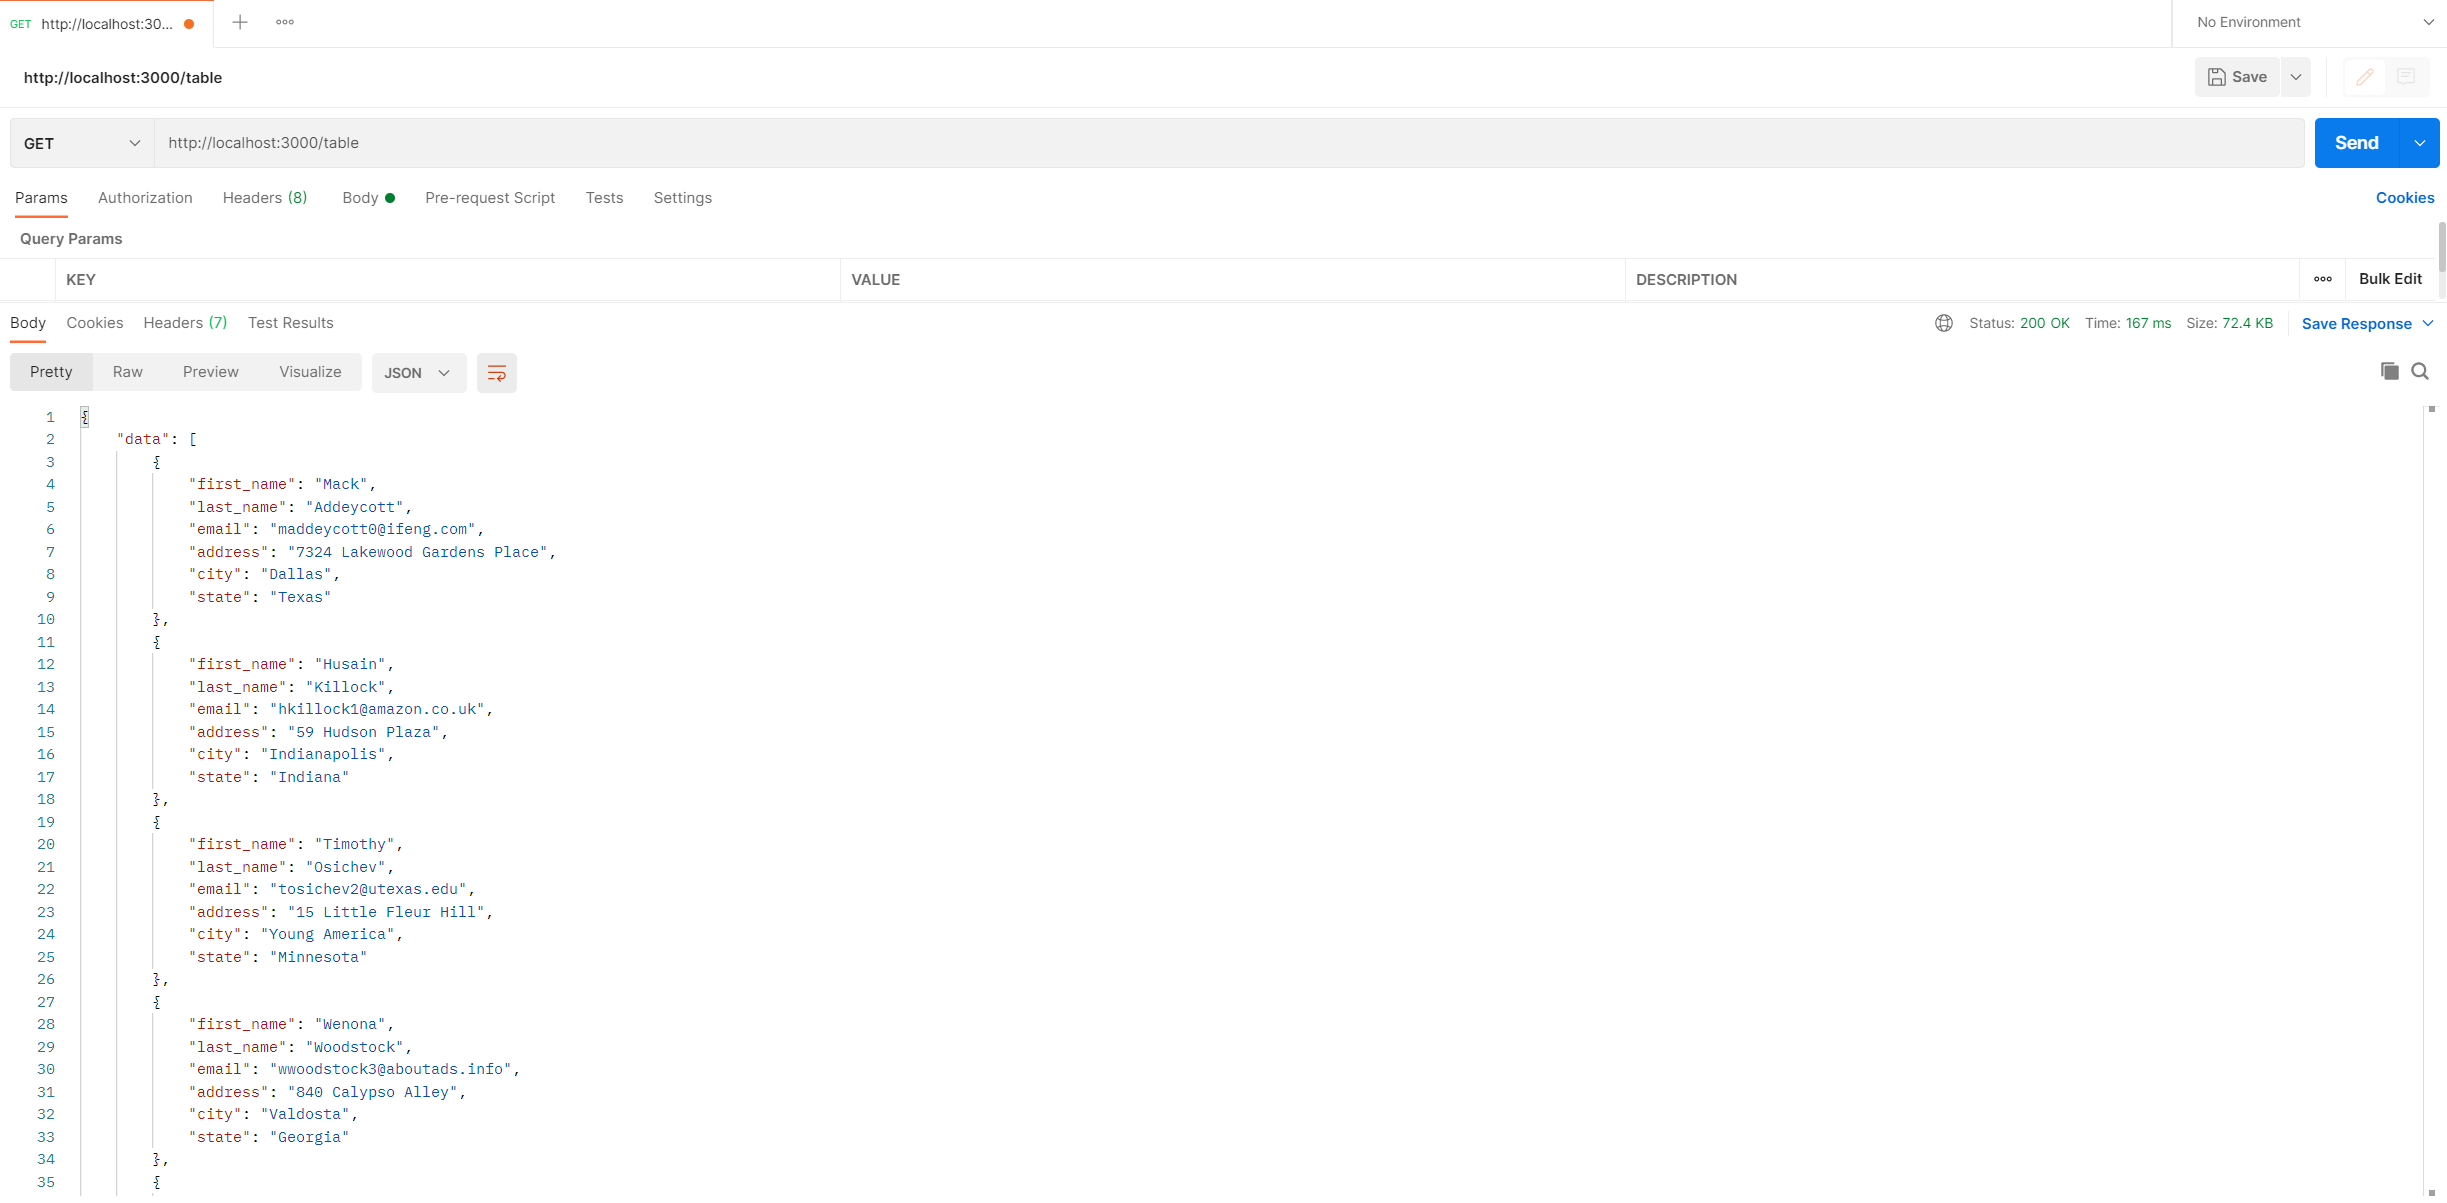 GET http://localhost:30...
No Environment
http://localhost:3000/table
Save
GET http://localhost:3000/table Send
Params Authorization Headers (8) Body Pre-request Script Tests Settings Cookies
Query Params
KEY VALUE DESCRIPTION Bulk Edit
Body Cookies Headers (7) Test Results Status: 200 OK Time: 167 ms Size: 72.4 KB Save Response
Pretty Raw Preview Visualize JSON
1 {
2 "data": [
3 {
4 "first_name": "Mack",
5 "last_name": "Addeycott",
6 "email": "maddeycott0@ifeng.com",
7 "address": "7324 Lakewood Gardens Place",
8 "city": "Dallas",
9 "state": "Texas"
10 },
11 {
12 "first_name": "Husain",
13 "last_name": "Killock",
14 "email": "hkillock1@amazon.co.uk",
15 "address": "59 Hudson Plaza",
16 "city": "Indianapolis",
17 "state": "Indiana"
18 },
19 {
20 "first_name": "Timothy",
21 "last_name": "Osichev",
22 "email": "tosichev2@utexas.edu",
23 "address": "15 Little Fleur Hill",
24 "city": "Young America",
25 "state": "Minnesota"
26 },
27 {
28 "first_name": "Wenona",
29 "last_name": "Woodstock",
30 "email": "wwoodstock3@aboutads.info",
31 "address": "840 Calypso Alley",
32 "city": "Valdosta",
33 "state": "Georgia"
34 },
35 {